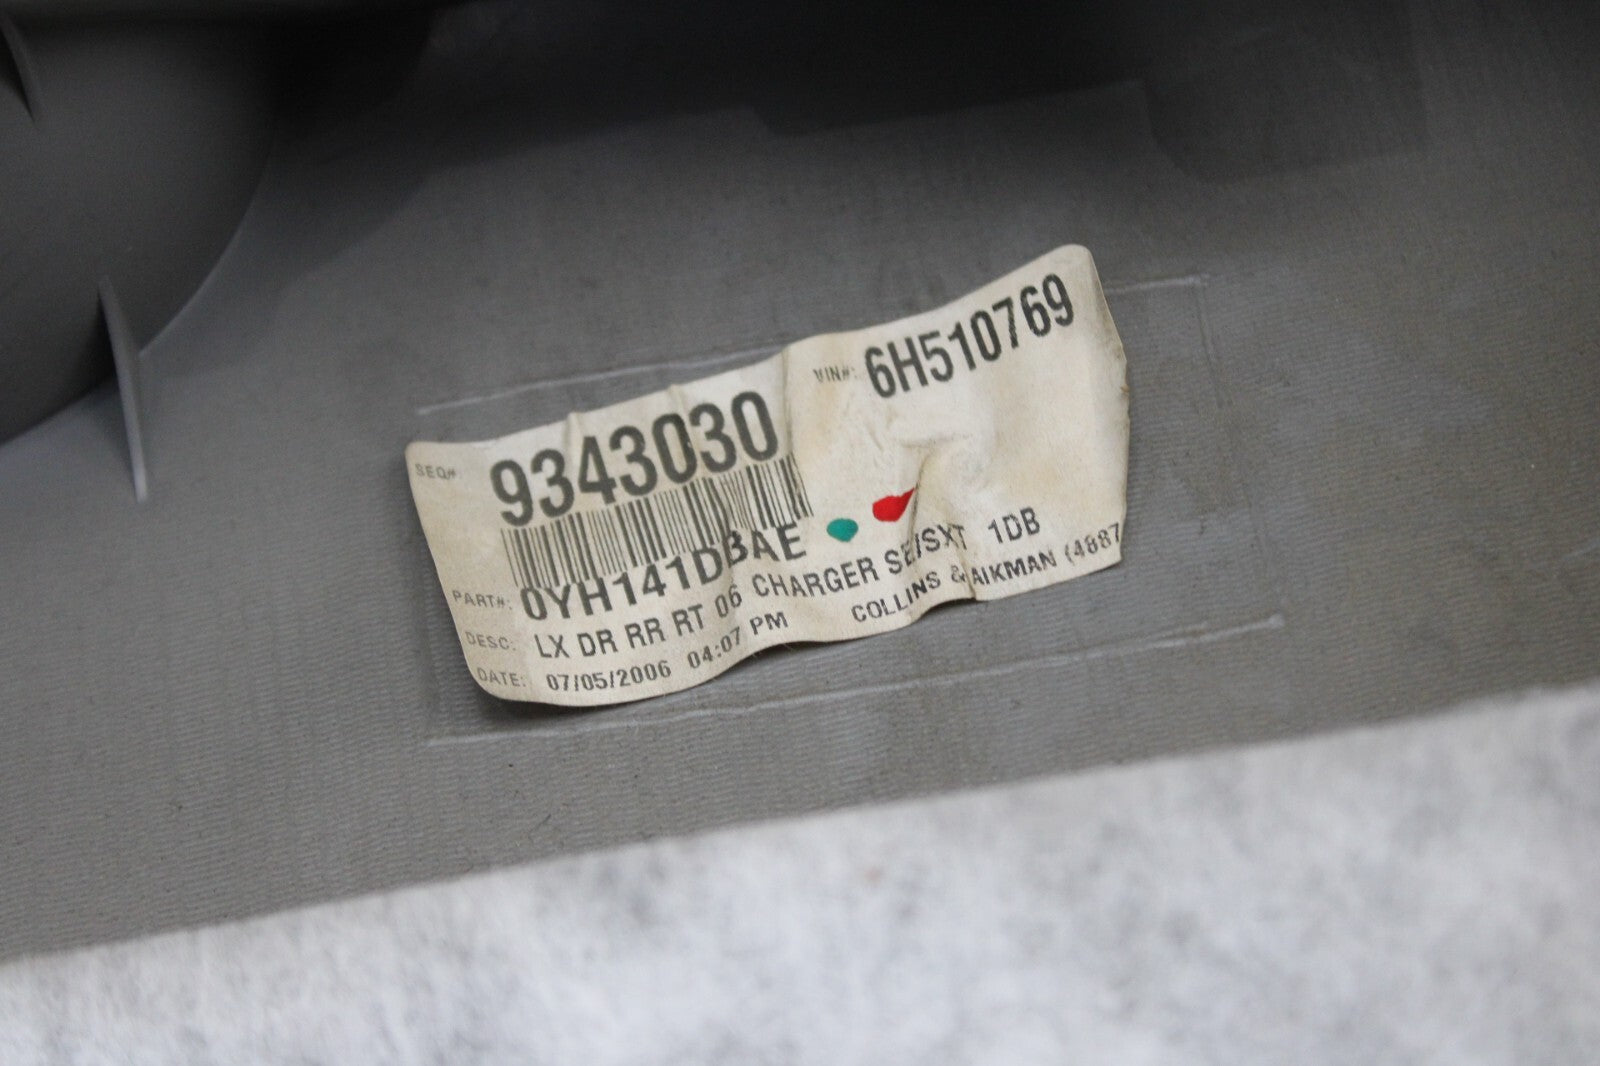 SEQ#: 9343030 VIN#: 6H510769
PART#: 0YH141DBAE
DESC: LX DR RR RT 06 CHARGER SE/SXT 1DB
DATE: 07/05/2006 04:07 PM COLLINS & AIKMAN (4887